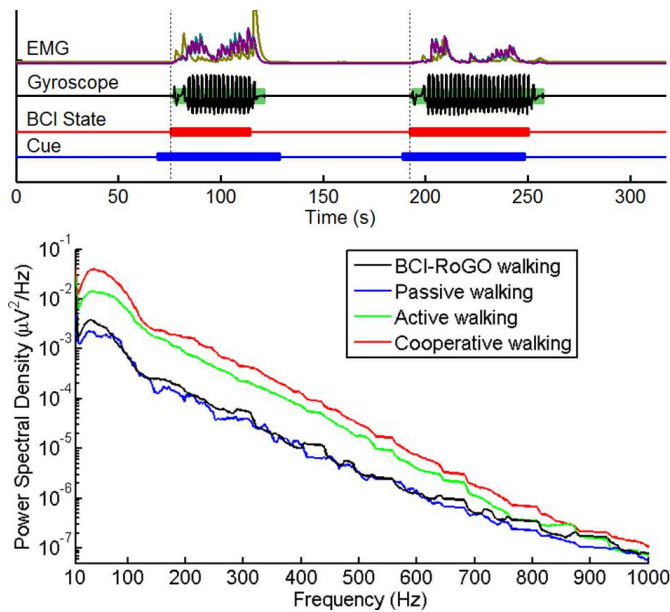 EMG
Gyroscope
BCI State
Cue
0 50 100 150 200 250 300
Time (s)
Power Spectral Density (μV²/Hz)
10⁻¹
10⁻²
10⁻³
10⁻⁴
10⁻⁵
10⁻⁶
10⁻⁷
BCI-RoGO walking
Passive walking
Active walking
Cooperative walking
10 100 200 300 400 500 600 700 800 900 1000
Frequency (Hz)